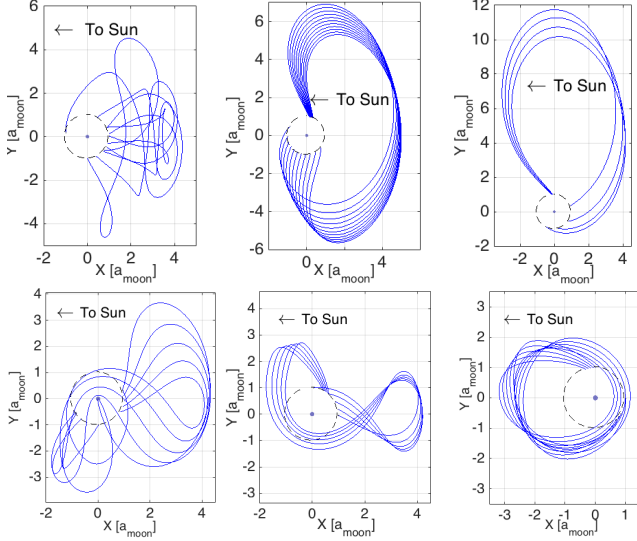 6
4
2
0
-2
-4
Y [a_moon]
← To Sun
0 2 4
X [a_moon]
6
4
2
0
-2
-4
-6
Y [a_moon]
← To Sun
-2 0 2 4
X [a_moon]
12
10
8
6
4
2
0
-2
Y [a_moon]
← To Sun
-4 -2 0 2 4
X [a_moon]
4
3
2
1
0
-1
-2
-3
Y [a_moon]
← To Sun
-2 0 2 4
X [a_moon]
4
3
2
1
0
-1
-2
-3
Y [a_moon]
← To Sun
-2 0 2 4
X [a_moon]
3
2
1
0
-1
-2
-3
Y [a_moon]
← To Sun
-3 -2 -1 0 1
X [a_moon]